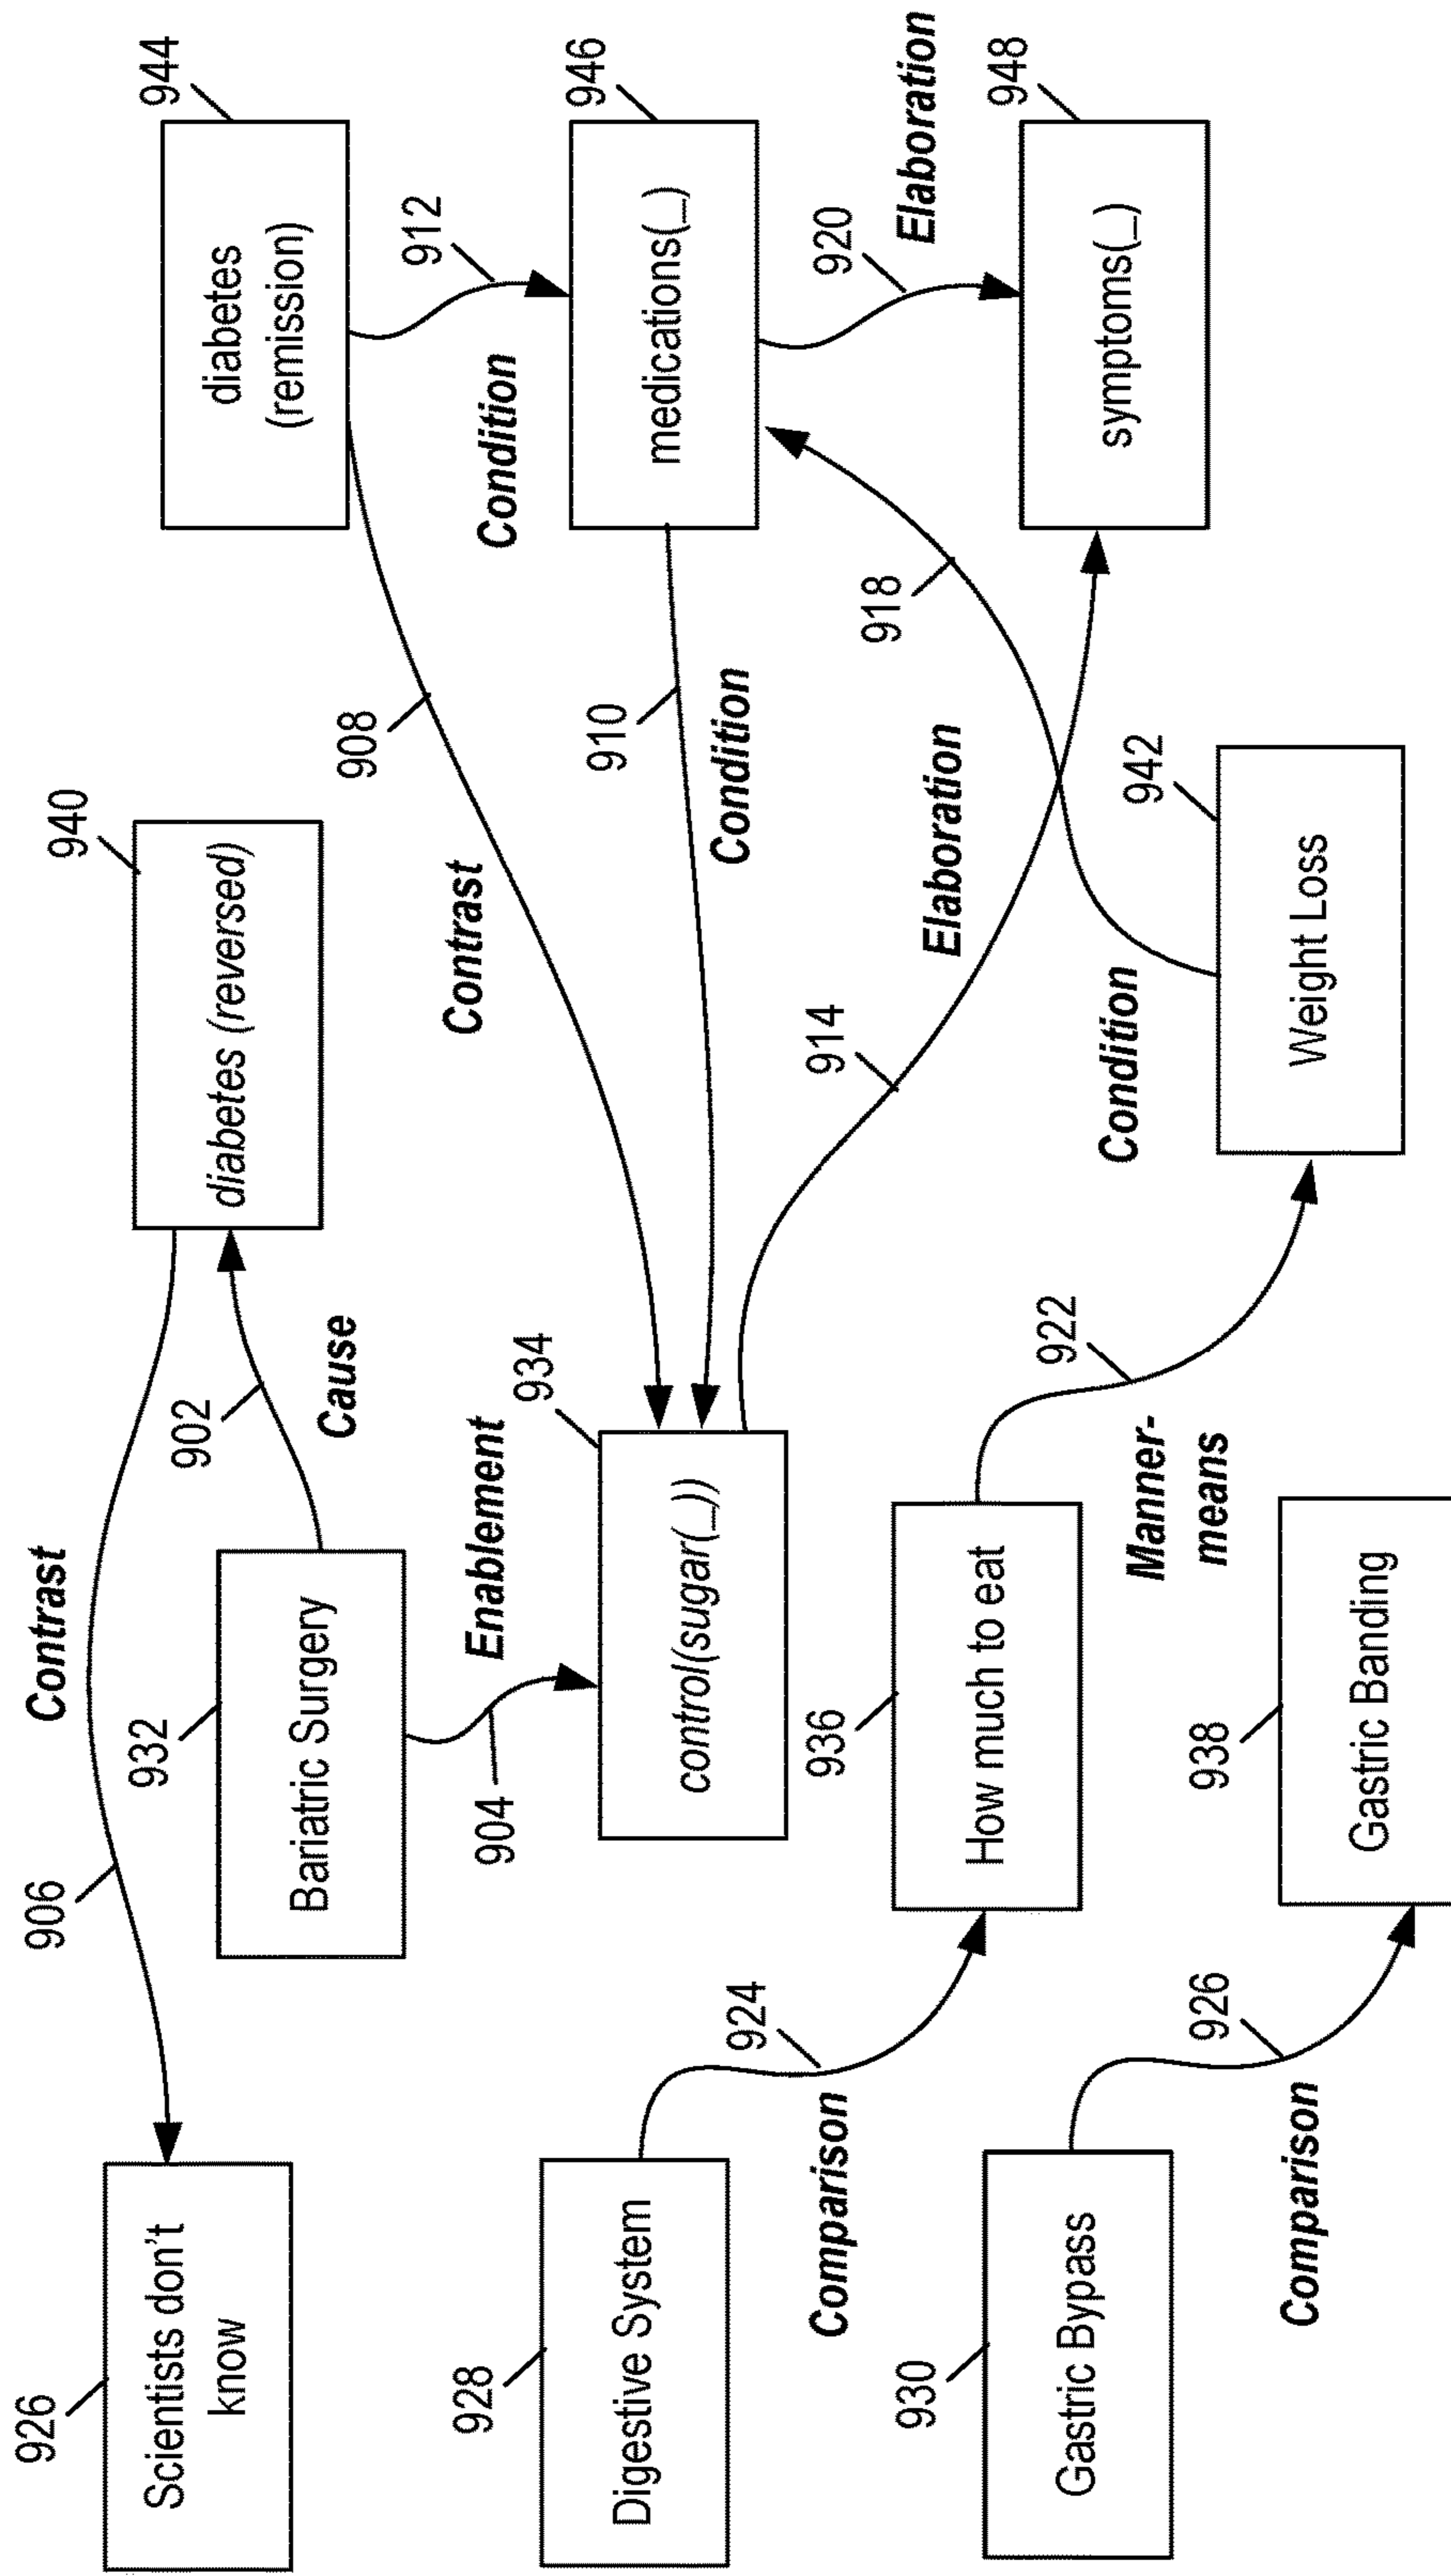 926
Scientists don't
know
906
Contrast
940
diabetes (reversed)
944
diabetes
(remission)
932
Bariatric Surgery
902
Cause
908
912
904
Enablement
934
control(sugar(_))
Contrast
Condition
946
medications(_)
910
Condition
928
Digestive System
924
Comparison
936
How much to eat
914
Elaboration
918
920
Elaboration
948
symptoms(_)
930
Gastric Bypass
926
Comparison
938
Gastric Banding
922
Manner-
means
Condition
942
Weight Loss